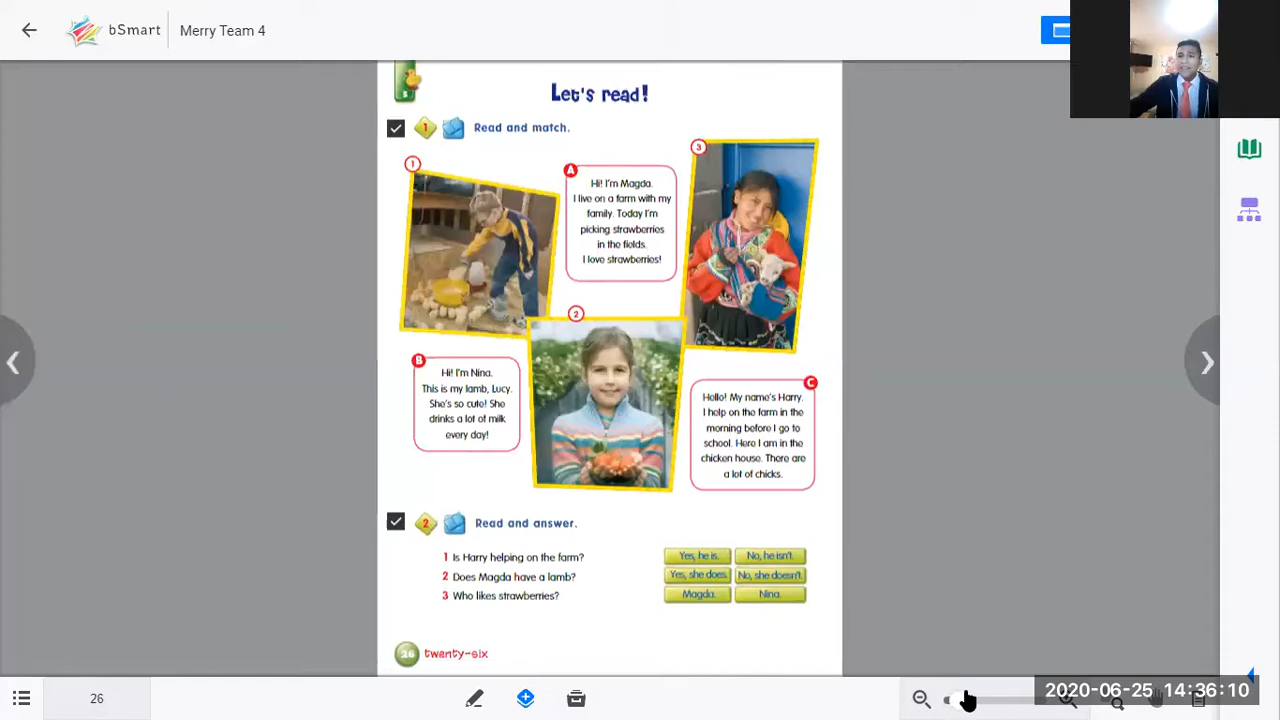 bSmart
Merry Team 4
Let's read!
1 Read and match.
1
A
Hi! I'm Magda.
I live on a farm with my
family. Today I'm
picking strawberries
in the fields.
I love strawberries!
3
2
B
Hi! I'm Nina.
This is my lamb, Lucy.
She's so cute! She
drinks a lot of milk
every day!
C
Hello! My name's Harry.
I help on the farm in the
morning before I go to
school. Here I am in the
chicken house. There are
a lot of chicks.
2 Read and answer.
1 Is Harry helping on the farm? Yes, he is. No, he isn't.
2 Does Magda have a lamb? Yes, she does. No, she doesn't.
3 Who likes strawberries? Magda. Nina.
26 twenty-six
26
2020-06-25 14:36:10